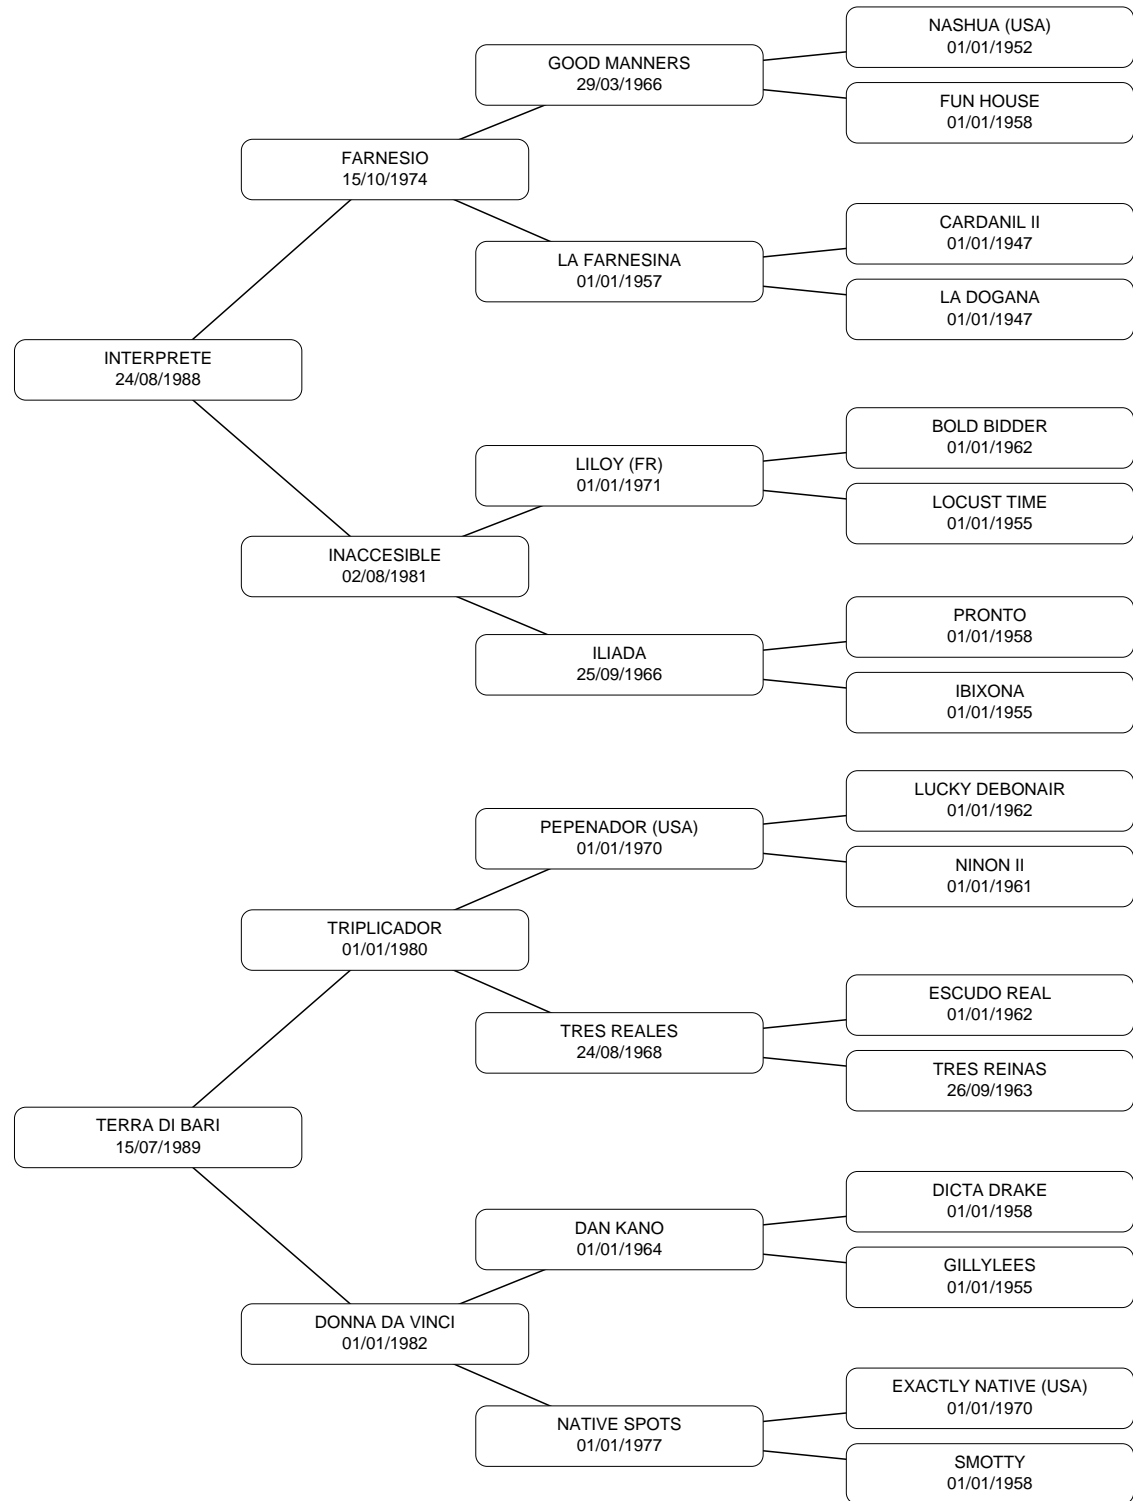 NASHUA (USA)
01/01/1952
GOOD MANNERS
29/03/1966
FUN HOUSE
01/01/1958
FARNESIO
15/10/1974
CARDANIL II
01/01/1947
LA FARNESINA
01/01/1957
LA DOGANA
01/01/1947
INTERPRETE
24/08/1988
BOLD BIDDER
01/01/1962
LILOY (FR)
01/01/1971
LOCUST TIME
01/01/1955
INACCESIBLE
02/08/1981
PRONTO
01/01/1958
ILIADA
25/09/1966
IBIXONA
01/01/1955
LUCKY DEBONAIR
01/01/1962
PEPENADOR (USA)
01/01/1970
NINON II
01/01/1961
TRIPLICADOR
01/01/1980
ESCUDO REAL
01/01/1962
TRES REALES
24/08/1968
TRES REINAS
26/09/1963
TERRA DI BARI
15/07/1989
DICTA DRAKE
01/01/1958
DAN KANO
01/01/1964
GILLYLEES
01/01/1955
DONNA DA VINCI
01/01/1982
EXACTLY NATIVE (USA)
01/01/1970
NATIVE SPOTS
01/01/1977
SMOTTY
01/01/1958